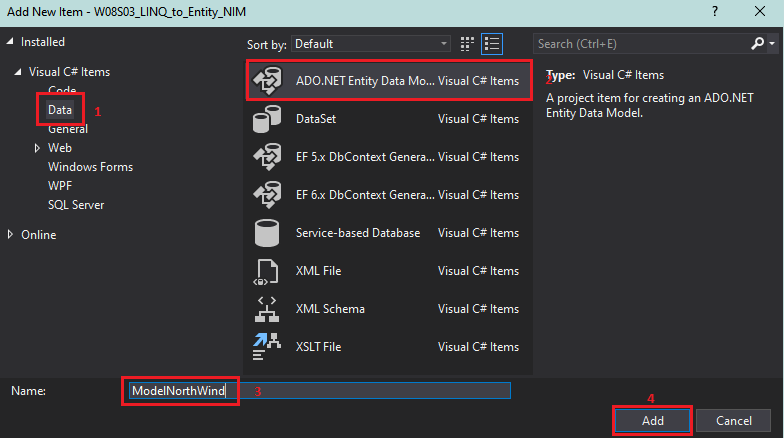 Add New Item - W08S03_LINQ_to_Entity_NIM ? ✕
Installed
Visual C# Items
Code
Data 1
General
Web
Windows Forms
WPF
SQL Server
Online
Sort by: Default
ADO.NET Entity Data Mo... Visual C# Items
DataSet Visual C# Items
EF 5.x DbContext Genera... Visual C# Items
EF 6.x DbContext Genera... Visual C# Items
Service-based Database Visual C# Items
XML File Visual C# Items
XML Schema Visual C# Items
XSLT File Visual C# Items
Search (Ctrl+E)
2
Type: Visual C# Items
A project item for creating an ADO.NET
Entity Data Model.
Name: ModelNorthWind 3
4
Add Cancel